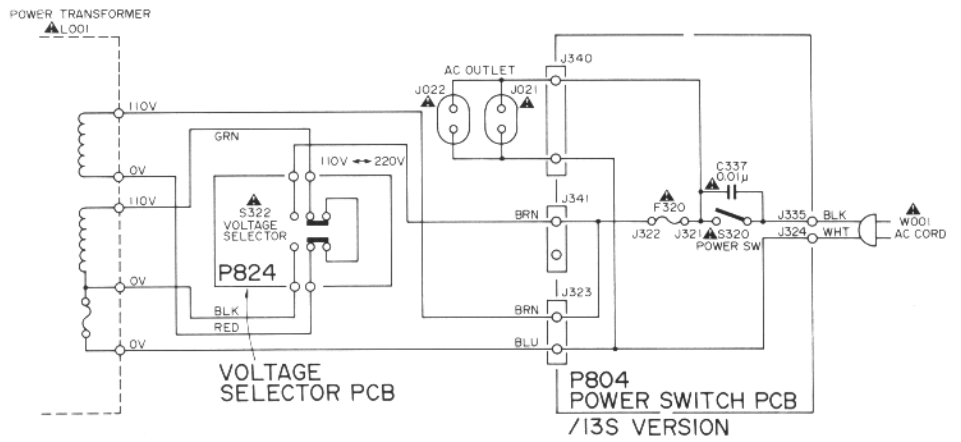 POWER TRANSFORMER
L001
J340
AC OUTLET
J022
J021
110V
GRN
0V
110V ↔ 220V
C337
0.01μ
110V
S322
VOLTAGE
SELECTOR
J341
BRN
F320
J322
J321
S320
POWER SW
J335
BLK
J324
WHT
W001
AC CORD
P824
0V
BLK
RED
J323
BRN
0V
BLU
VOLTAGE
SELECTOR PCB
P804
POWER SWITCH PCB
/13S VERSION